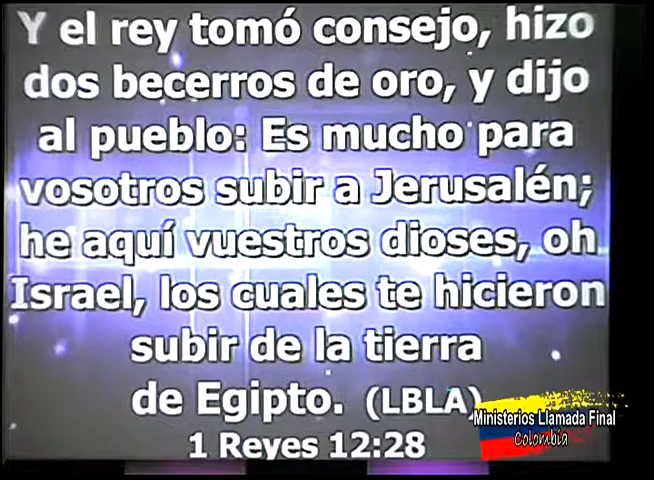 Y el rey tomó consejo, hizo
dos becerros de oro, y dijo
al pueblo: Es mucho para
vosotros subir a Jerusalén;
he aquí vuestros dioses, oh
Israel, los cuales te hicieron
subir de la tierra
de Egipto. (LBLA)
1 Reyes 12:28
Ministerios Llamada Final
Colombia